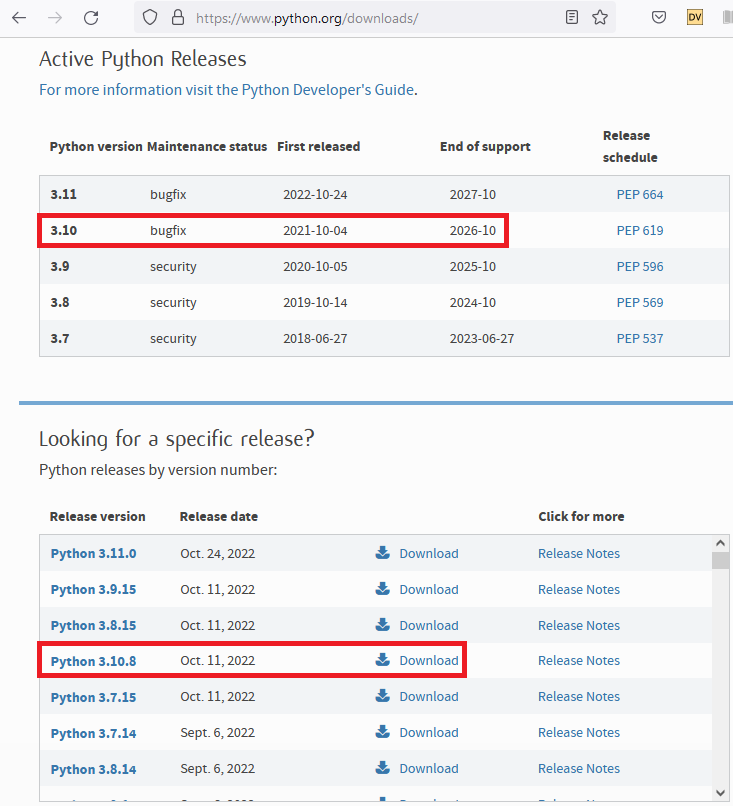 https://www.python.org/downloads/
DV
Active Python Releases
For more information visit the Python Developer's Guide.
Python version Maintenance status First released End of support Release schedule
3.11 bugfix 2022-10-24 2027-10 PEP 664
3.10 bugfix 2021-10-04 2026-10 PEP 619
3.9 security 2020-10-05 2025-10 PEP 596
3.8 security 2019-10-14 2024-10 PEP 569
3.7 security 2018-06-27 2023-06-27 PEP 537
Looking for a specific release?
Python releases by version number:
Release version Release date Click for more
Python 3.11.0 Oct. 24, 2022 Download Release Notes
Python 3.9.15 Oct. 11, 2022 Download Release Notes
Python 3.8.15 Oct. 11, 2022 Download Release Notes
Python 3.10.8 Oct. 11, 2022 Download Release Notes
Python 3.7.15 Oct. 11, 2022 Download Release Notes
Python 3.7.14 Sept. 6, 2022 Download Release Notes
Python 3.8.14 Sept. 6, 2022 Download Release Notes